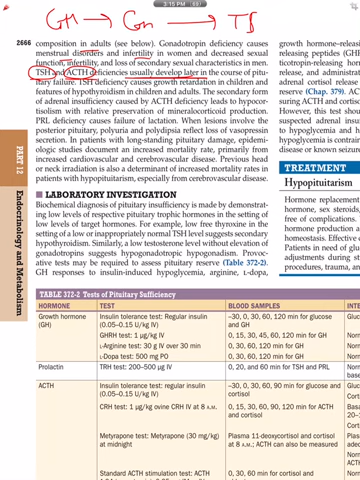 3:15 PM
69
GH → Gon → TS
2666
composition in adults (see below). Gonadotropin deficiency causes
menstrual disorders and infertility in women and decreased sexual
function, infertility, and loss of secondary sexual characteristics in men.
TSH and ACTH deficiencies usually develop later in the course of pitu-
itary failure. TSH deficiency causes growth retardation in children and
features of hypothyroidism in children and adults. The secondary form
of adrenal insufficiency caused by ACTH deficiency leads to hypocor-
tisolism with relative preservation of mineralocorticoid production.
PRL deficiency causes failure of lactation. When lesions involve the
posterior pituitary, polyuria and polydipsia reflect loss of vasopressin
secretion. In patients with long-standing pituitary damage, epidemi-
ologic studies document an increased mortality rate, primarily from
increased cardiovascular and cerebrovascular disease. Previous head
or neck irradiation is also a determinant of increased mortality rates in
patients with hypopituitarism, especially from cerebrovascular disease.
PART 12
Endocrinology and Metabolism
■ LABORATORY INVESTIGATION
Biochemical diagnosis of pituitary insufficiency is made by demonstrat-
ing low levels of respective pituitary trophic hormones in the setting of
low levels of target hormones. For example, low free thyroxine in the
setting of a low or inappropriately normal TSH level suggests secondary
hypothyroidism. Similarly, a low testosterone level without elevation of
gonadotropins suggests hypogonadotropic hypogonadism. Provoc-
ative tests may be required to assess pituitary reserve (Table 372-2).
GH responses to insulin-induced hypoglycemia, arginine, L-dopa,
growth hormone–relea
releasing peptides (GHR
ticotropin-releasing horm
release, and administrat
adrenal cortisol release
reserve (Chap. 379). AC
suring ACTH and cortiso
However, this test shou
suspected adrenal insu
to hypoglycemia and h
hypoglycemia is contrain
disease or known seizure
TREATMENT
Hypopituitarism
Hormone replacement
hormone, sex steroids,
free of complications.
hormone production a
homeostasis. Effective d
Patients in need of gluc
adjustments during st
procedures, trauma, an
TABLE 372-2 Tests of Pituitary Sufficiency
HORMONE TEST BLOOD SAMPLES INTE
Growth hormone (GH) Insulin tolerance test: Regular insulin (0.05–0.15 U/kg IV) –30, 0, 30, 60, 120 min for glucose and GH Gluc
GHRH test: 1 μg/kg IV 0, 15, 30, 45, 60, 120 min for GH Norm
L-Arginine test: 30 g IV over 30 min 0, 30, 60, 120 min for GH Norm
L-Dopa test: 500 mg PO 0, 30, 60, 120 min for GH Norm
Prolactin TRH test: 200–500 μg IV 0, 20, and 60 min for TSH and PRL Norm
base
ACTH Insulin tolerance test: regular insulin (0.05–0.15 U/kg IV) –30, 0, 30, 60, 90 min for glucose and cortisol Gluc
Cort
CRH test: 1 μg/kg ovine CRH IV at 8 A.M. 0, 15, 30, 60, 90, 120 min for ACTH and cortisol Basa
20–
Cort
Metyrapone test: Metyrapone (30 mg/kg) at midnight Plasma 11-deoxycortisol and cortisol at 8 A.M.; ACTH can also be measured Plas
adeq
Norm
ACTH
Standard ACTH stimulation test: ACTH 0, 30, 60 min for cortisol and Norm